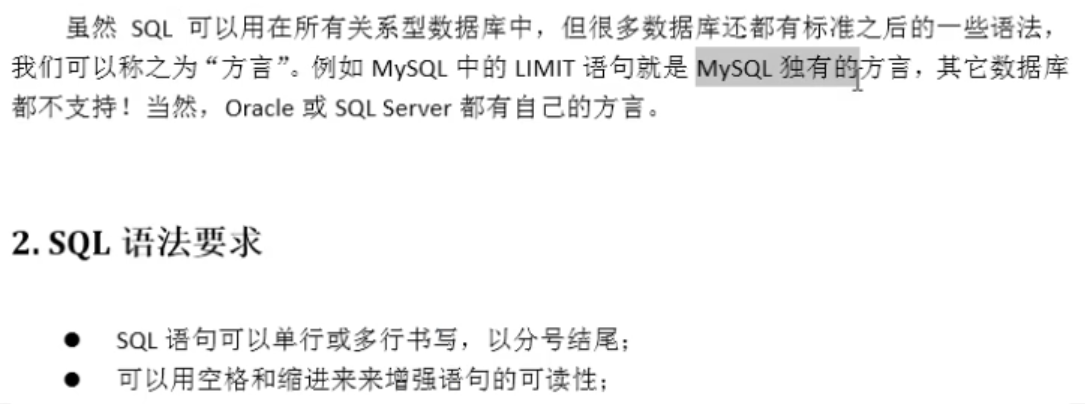 虽然 SQL 可以用在所有关系型数据库中，但很多数据库还都有标准之后的一些语法，
我们可以称之为“方言”。例如 MySQL 中的 LIMIT 语句就是 MySQL 独有的方言，其它数据库
都不支持！当然，Oracle 或 SQL Server 都有自己的方言。
2. SQL 语法要求
● SQL 语句可以单行或多行书写，以分号结尾；
● 可以用空格和缩进来来增强语句的可读性；